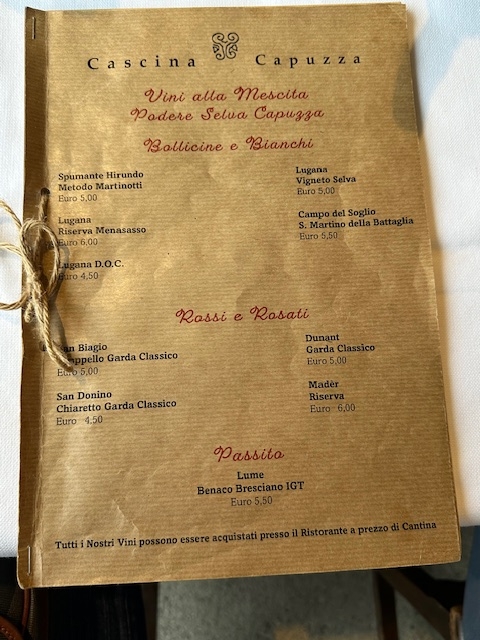 Cascina Capuzza
Vini alla Mescita
Podere Selva Capuzza
Bollicine e Bianchi
Spumante Hirundo
Metodo Martinotti
Euro 5,00
Lugana
Riserva Menasasso
Euro 6,00
Lugana D.O.C.
Euro 4,50
Lugana
Vigneto Selva
Euro 5,00
Campo del Soglio
S. Martino della Battaglia
Euro 5,50
Rossi e Rosati
San Biagio
Garda Classico
Euro 5,00
San Donino
Chiaretto Garda Classico
Euro 4,50
Dunant
Garda Classico
Euro 5,00
Madér
Riserva
Euro 6,00
Passito
Lume
Benaco Bresciano IGT
Euro 5,50
Tutti i Nostri Vini possono essere acquistati presso il Ristorante a prezzo di Cantina